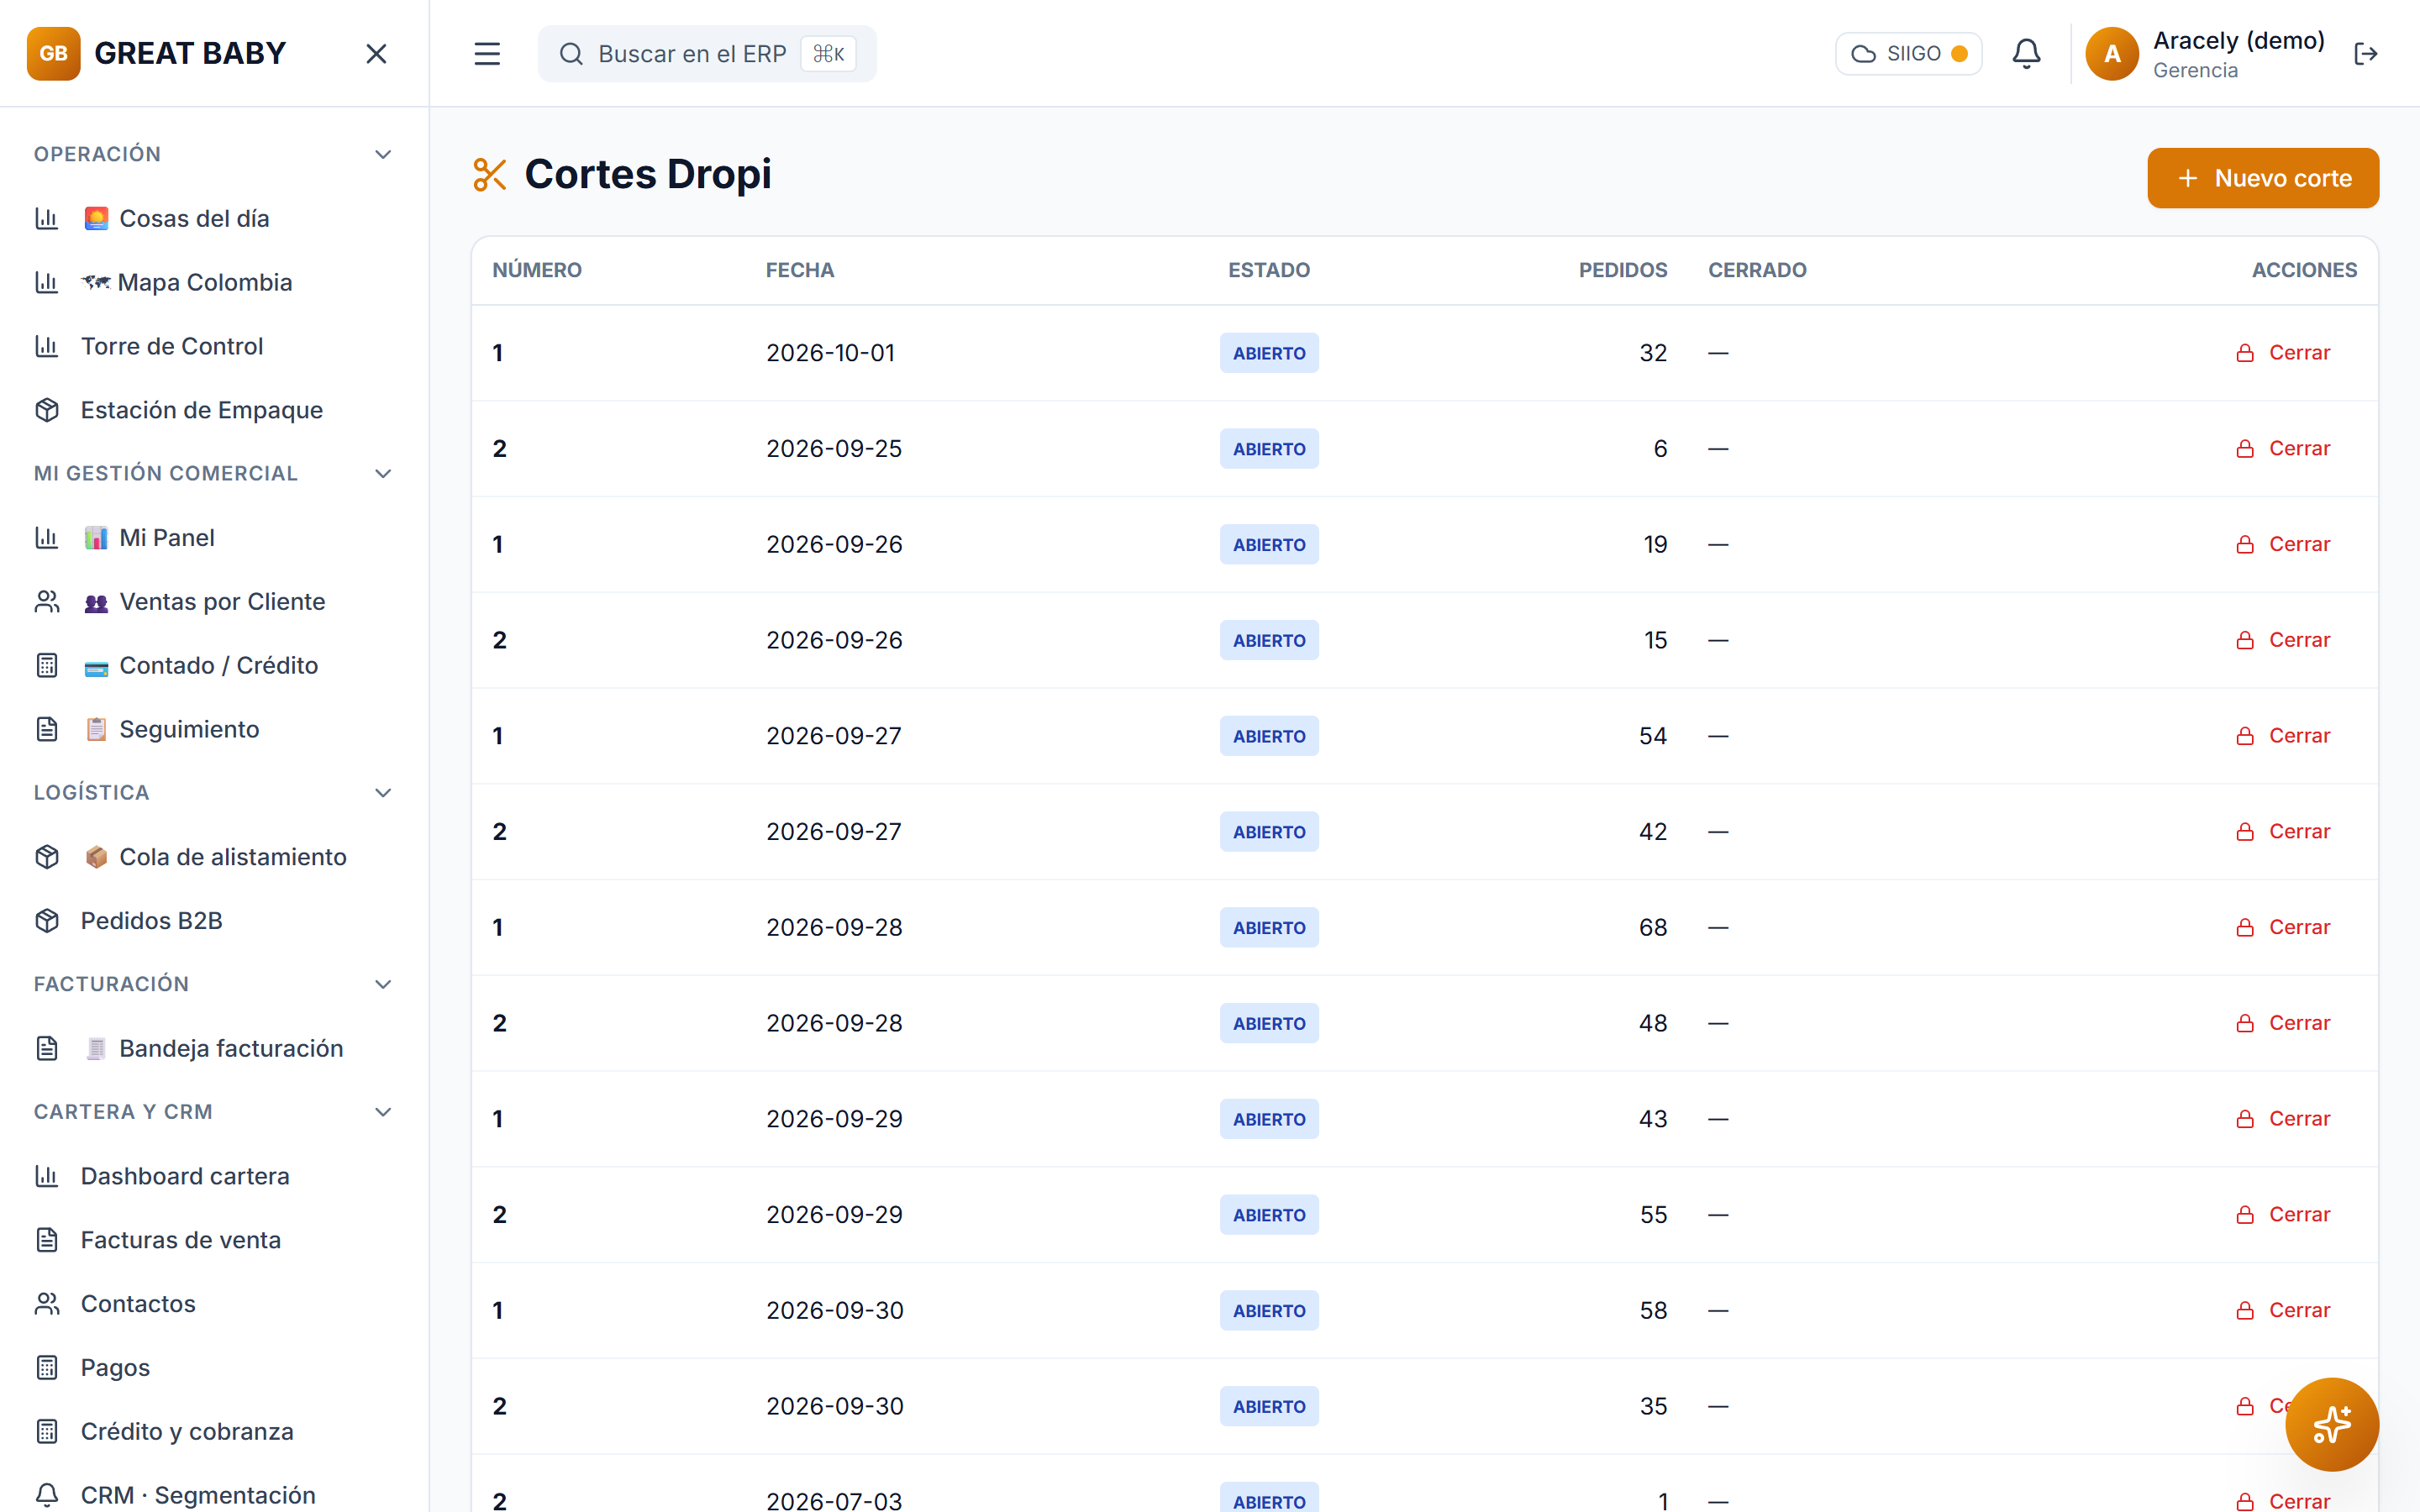 GB GREAT BABY
Buscar en el ERP ⌘K
SIIGO
A
Aracely (demo)
Gerencia
OPERACIÓN
Cosas del día
Mapa Colombia
Torre de Control
Estación de Empaque
MI GESTIÓN COMERCIAL
Mi Panel
Ventas por Cliente
Contado / Crédito
Seguimiento
LOGÍSTICA
Cola de alistamiento
Pedidos B2B
FACTURACIÓN
Bandeja facturación
CARTERA Y CRM
Dashboard cartera
Facturas de venta
Contactos
Pagos
Crédito y cobranza
CRM · Segmentación
Cortes Dropi
+ Nuevo corte
NÚMERO FECHA ESTADO PEDIDOS CERRADO ACCIONES
1 2026-10-01 ABIERTO 32 — Cerrar
2 2026-09-25 ABIERTO 6 — Cerrar
1 2026-09-26 ABIERTO 19 — Cerrar
2 2026-09-26 ABIERTO 15 — Cerrar
1 2026-09-27 ABIERTO 54 — Cerrar
2 2026-09-27 ABIERTO 42 — Cerrar
1 2026-09-28 ABIERTO 68 — Cerrar
2 2026-09-28 ABIERTO 48 — Cerrar
1 2026-09-29 ABIERTO 43 — Cerrar
2 2026-09-29 ABIERTO 55 — Cerrar
1 2026-09-30 ABIERTO 58 — Cerrar
2 2026-09-30 ABIERTO 35 —
2 2026-07-03 ABIERTO 1 — Cerrar